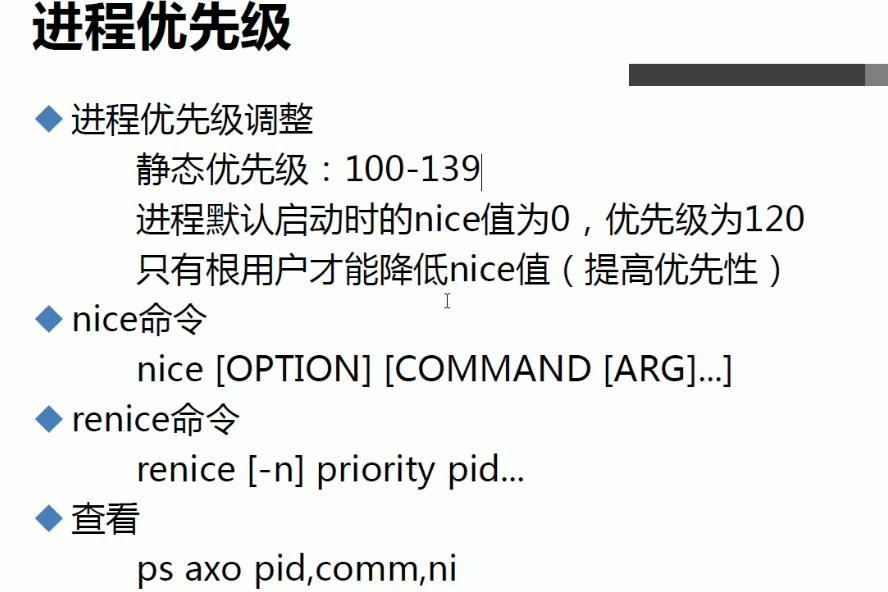 进程优先级
进程优先级调整
静态优先级：100-139
进程默认启动时的nice值为0，优先级为120
只有根用户才能降低nice值（提高优先性）
nice命令
nice [OPTION] [COMMAND [ARG]...]
renice命令
renice [-n] priority pid...
查看
ps axo pid,comm,ni